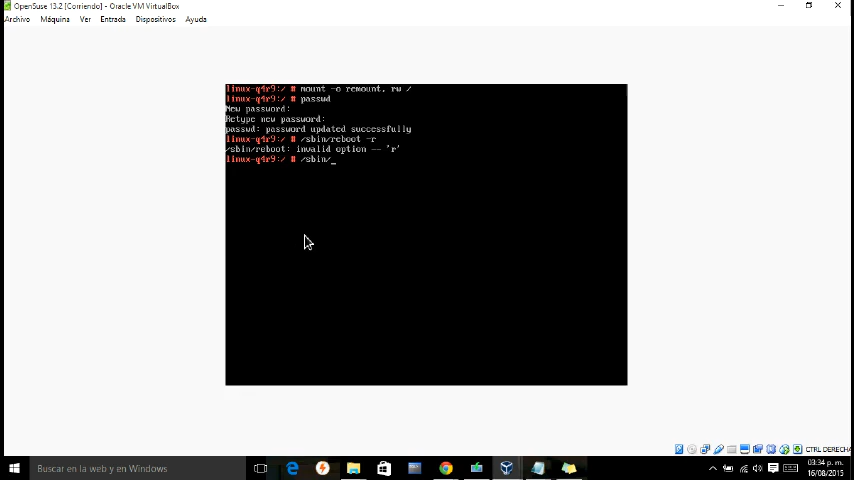 OpenSuse 13.2 [Corriendo] - Oracle VM VirtualBox
Archivo Máquina Ver Entrada Dispositivos Ayuda
linux-q4r9:/ # mount -o remount, rw /
linux-q4r9:/ # passwd
New password:
Retype new password:
passwd: password updated successfully
linux-q4r9:/ # /sbin/reboot -r
/sbin/reboot: invalid option -- 'r'
linux-q4r9:/ # /sbin/_
CTRL DERECHA
Buscar en la web y en Windows
03:34 p. m.
16/08/2015